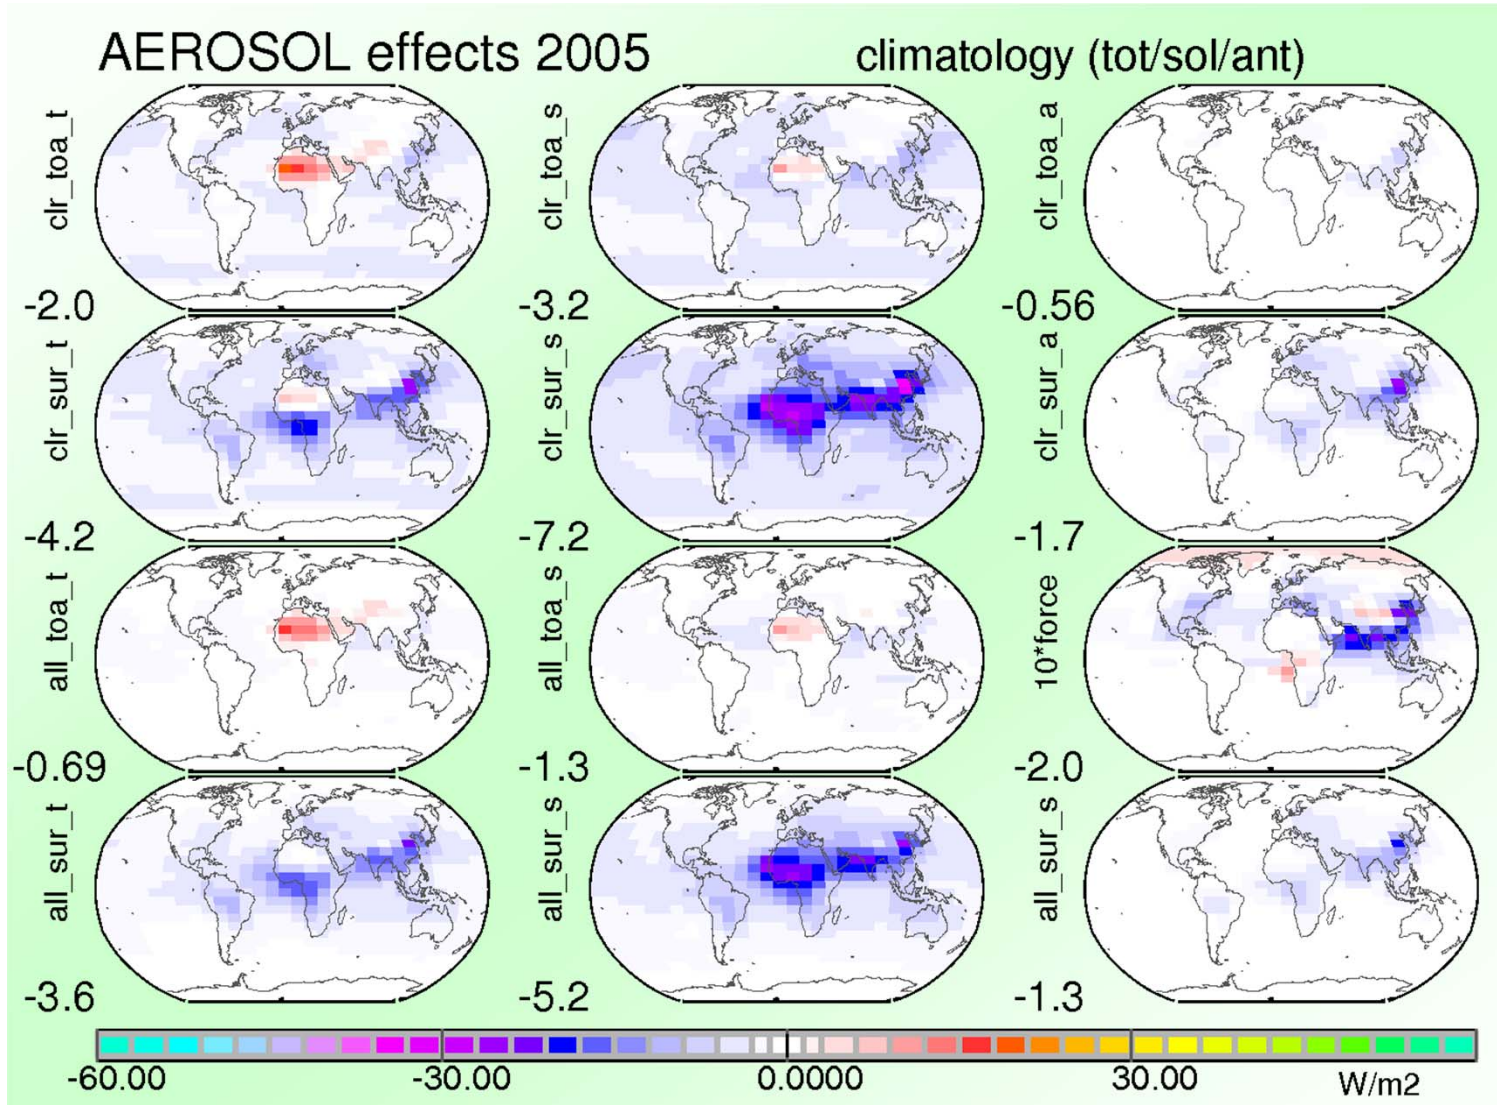 AEROSOL effects 2005 climatology (tot/sol/ant)
clr_toa_t clr_toa_s clr_toa_a
-2.0 -3.2 -0.56
clr_sur_t clr_sur_s clr_sur_a
-4.2 -7.2 -1.7
all_toa_t all_toa_s 10*force
-0.69 -1.3 -2.0
all_sur_t all_sur_s all_sur_s
-3.6 -5.2 -1.3
-60.00 -30.00 0.0000 30.00 W/m2